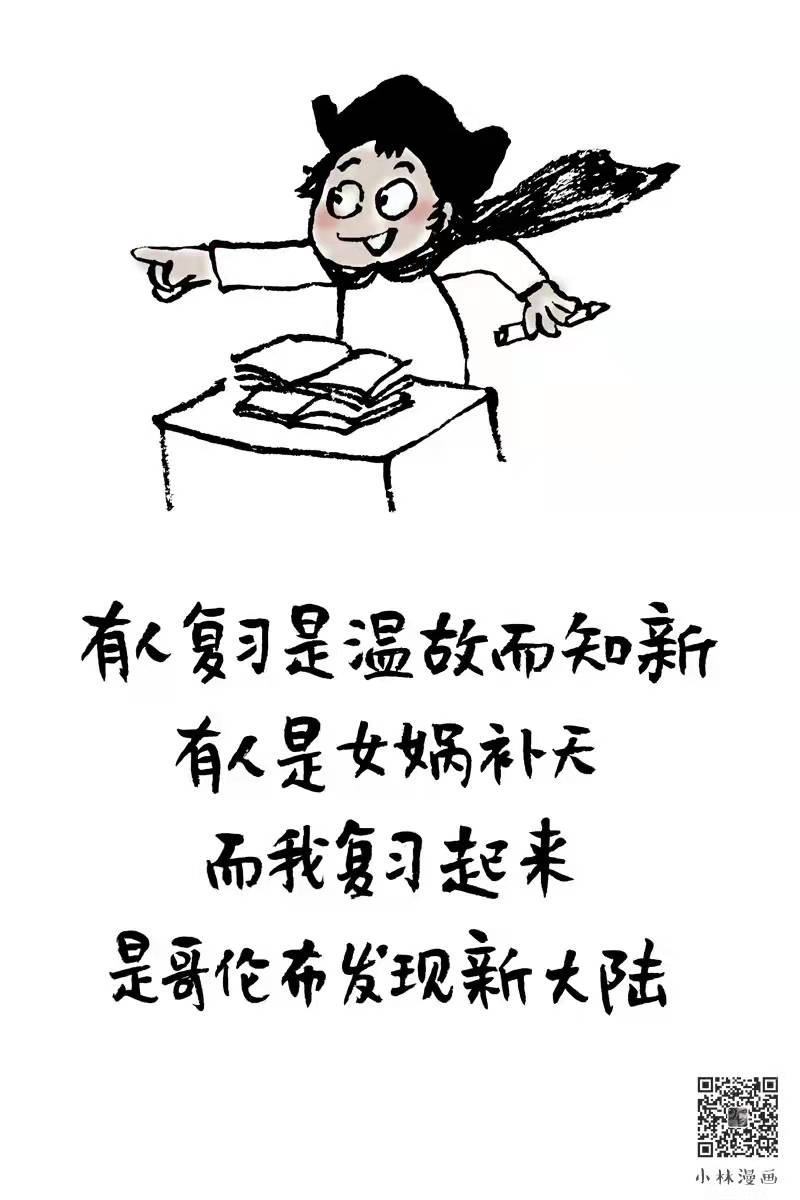 有人复习是温故而知新
有人是女娲补天
而我复习起来
是哥伦布发现新大陆
小林漫画